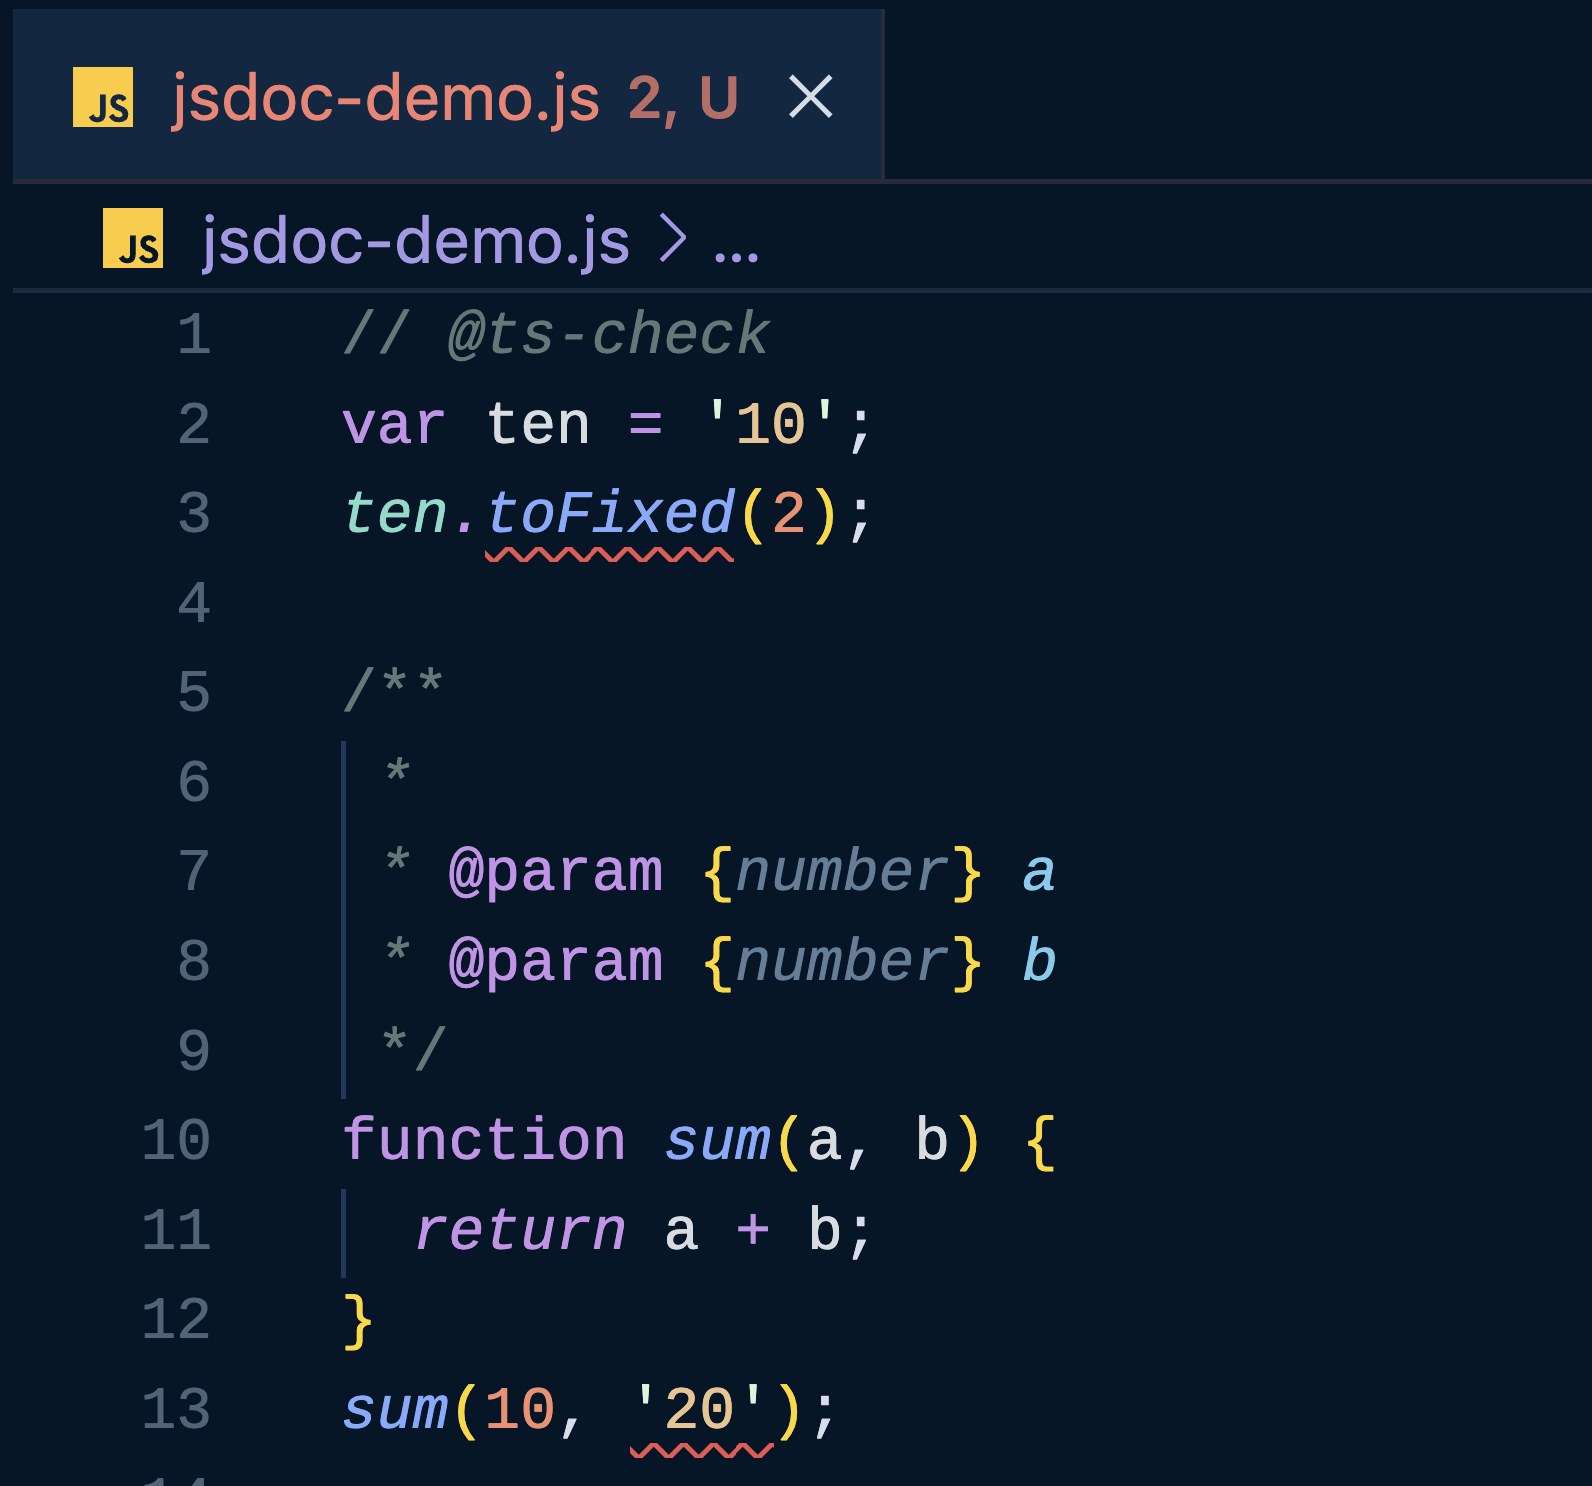 JS jsdoc-demo.js 2, U
JS jsdoc-demo.js > ...
1 // @ts-check
2 var ten = '10';
3 ten.toFixed(2);
4
5 /**
6  *
7  * @param {number} a
8  * @param {number} b
9  */
10 function sum(a, b) {
11   return a + b;
12 }
13 sum(10, '20');